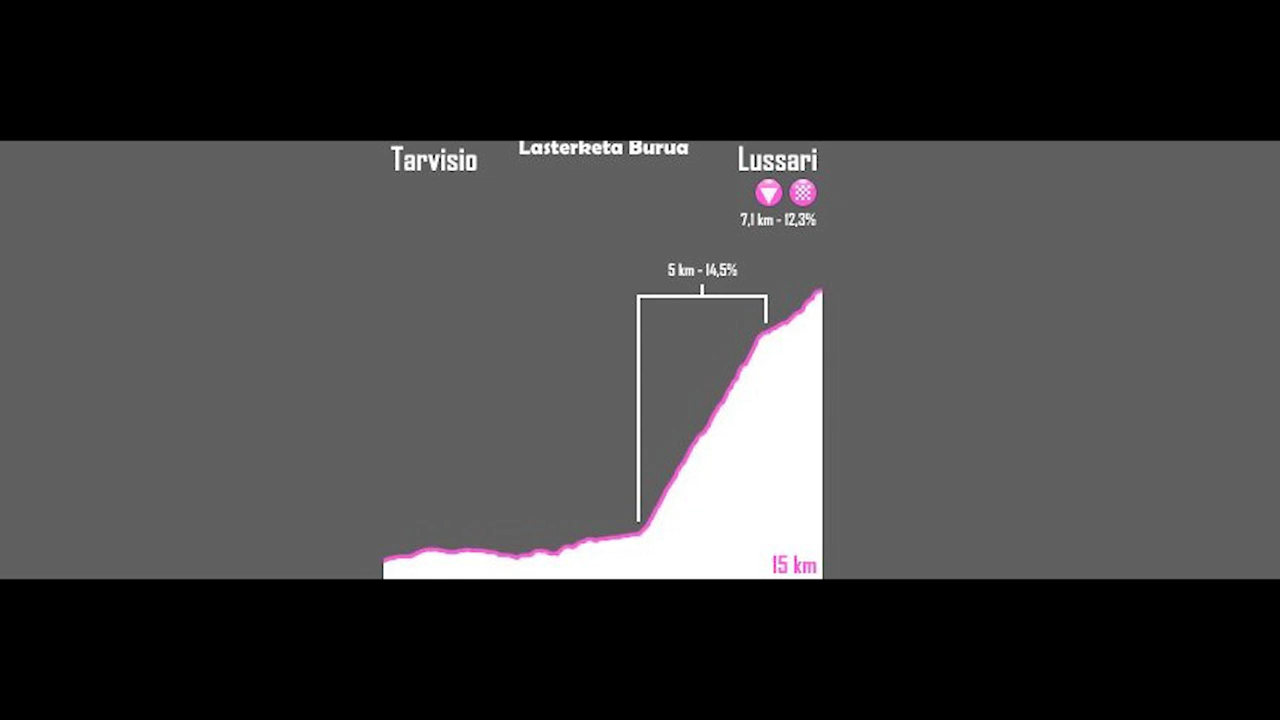 Lasterketa Burua
Tarvisio
Lussari
7,1 km - 12,3%
5 km - 14,5%
15 km